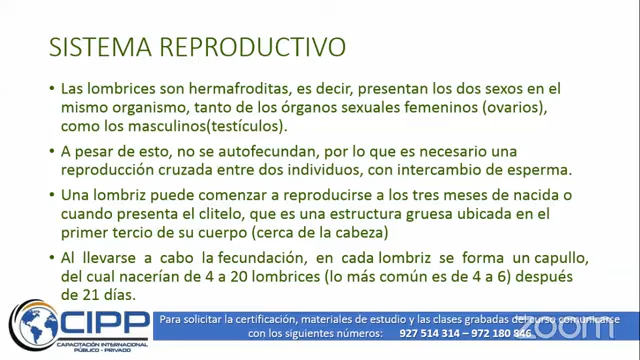 SISTEMA REPRODUCTIVO
• Las lombrices son hermafroditas, es decir, presentan los dos sexos en el
mismo organismo, tanto de los órganos sexuales femeninos (ovarios),
como los masculinos(testículos).
• A pesar de esto, no se autofecundan, por lo que es necesario una
reproducción cruzada entre dos individuos, con intercambio de esperma.
• Una lombriz puede comenzar a reproducirse a los tres meses de nacida o
cuando presenta el clitelo, que es una estructura gruesa ubicada en el
primer tercio de su cuerpo (cerca de la cabeza)
• Al llevarse a cabo la fecundación, en cada lombriz se forma un capullo,
del cual nacerían de 4 a 20 lombrices (lo más común es de 4 a 6) después
de 21 días.
CIPP
CAPACITACIÓN INTERNACIONAL
PÚBLICO - PRIVADO
Para solicitar la certificación, materiales de estudio y las clases grabadas del curso comunicarse
con los siguientes números: 927 514 314 – 972 180 846
zoom